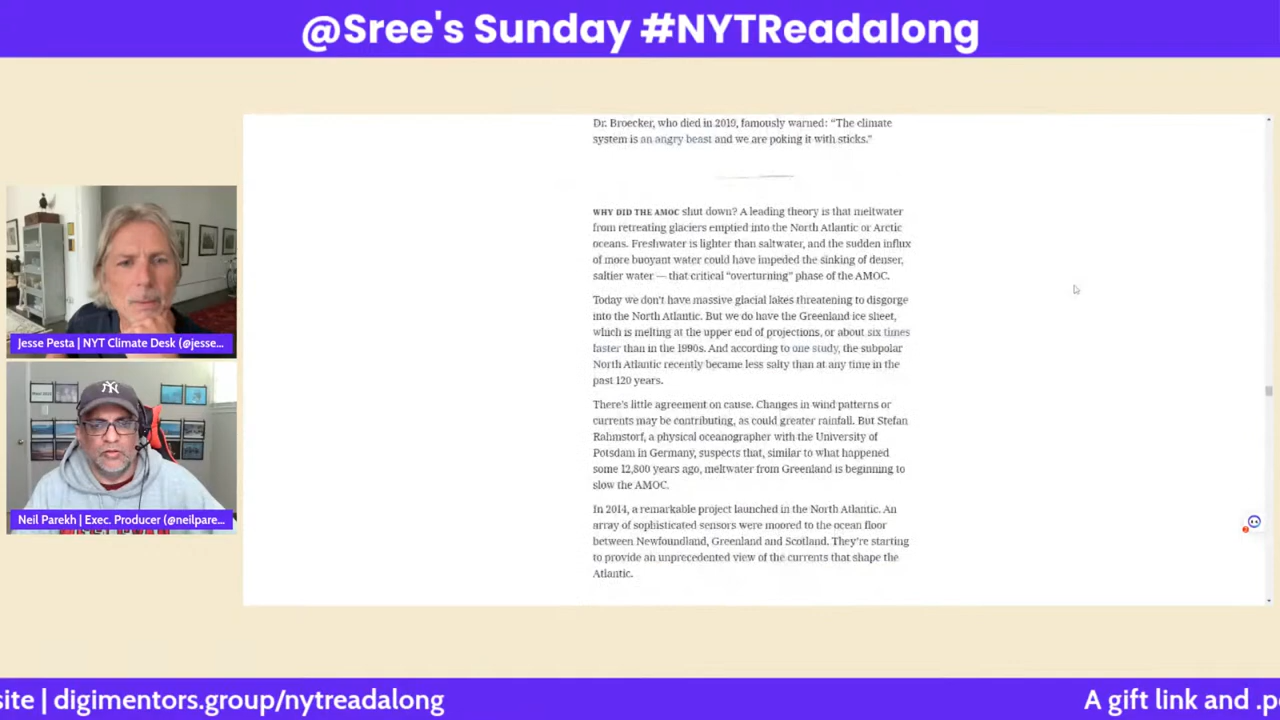 @Sree's Sunday #NYTReadalong
Dr. Broecker, who died in 2019, famously warned: “The climate
system is an angry beast and we are poking it with sticks.”
WHY DID THE AMOC shut down? A leading theory is that meltwater
from retreating glaciers emptied into the North Atlantic or Arctic
oceans. Freshwater is lighter than saltwater, and the sudden influx
of more buoyant water could have impeded the sinking of denser,
saltier water — that critical “overturning” phase of the AMOC.
Today we don't have massive glacial lakes threatening to disgorge
into the North Atlantic. But we do have the Greenland ice sheet,
which is melting at the upper end of projections, or about six times
faster than in the 1990s. And according to one study, the subpolar
North Atlantic recently became less salty than at any time in the
past 120 years.
There's little agreement on cause. Changes in wind patterns or
currents may be contributing, as could greater rainfall. But Stefan
Rahmstorf, a physical oceanographer with the University of
Potsdam in Germany, suspects that, similar to what happened
some 12,800 years ago, meltwater from Greenland is beginning to
slow the AMOC.
In 2014, a remarkable project launched in the North Atlantic. An
array of sophisticated sensors were moored to the ocean floor
between Newfoundland, Greenland and Scotland. They're starting
to provide an unprecedented view of the currents that shape the
Atlantic.
Jesse Pesta | NYT Climate Desk (@jesse...
Neil Parekh | Exec. Producer (@neilpare...
site | digimentors.group/nytreadalong
A gift link and .p